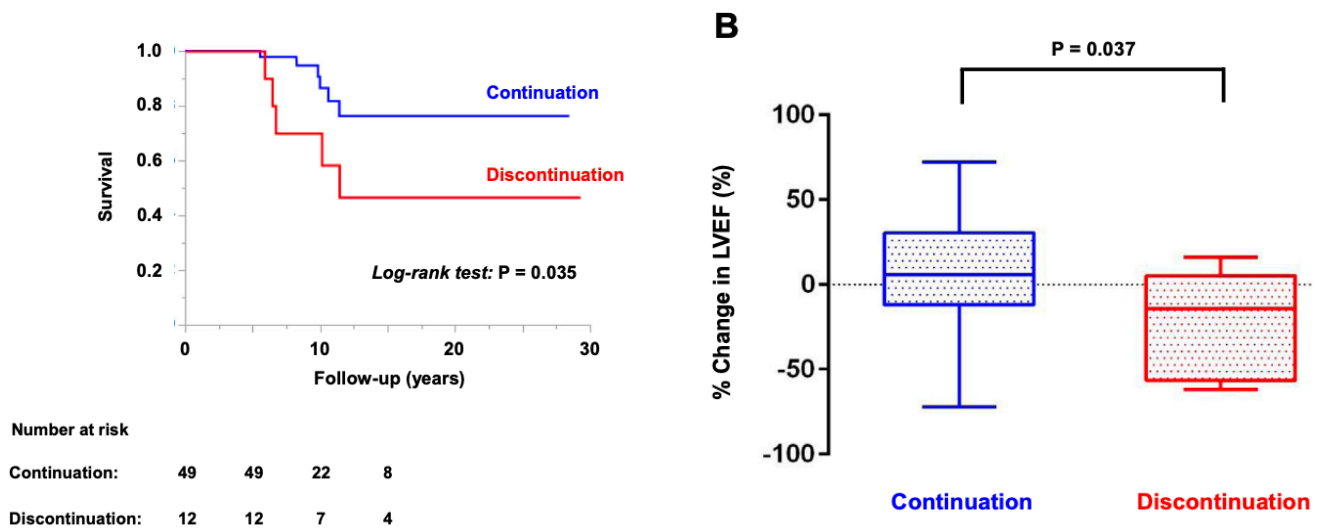 1.0
0.8
0.6
0.4
0.2
Survival
Continuation
Discontinuation
Log-rank test: P = 0.035
0 10 20 30
Follow-up (years)
Number at risk
Continuation: 49 49 22 8
Discontinuation: 12 12 7 4
B
P = 0.037
100
50
0
-50
-100
% Change in LVEF (%)
Continuation Discontinuation